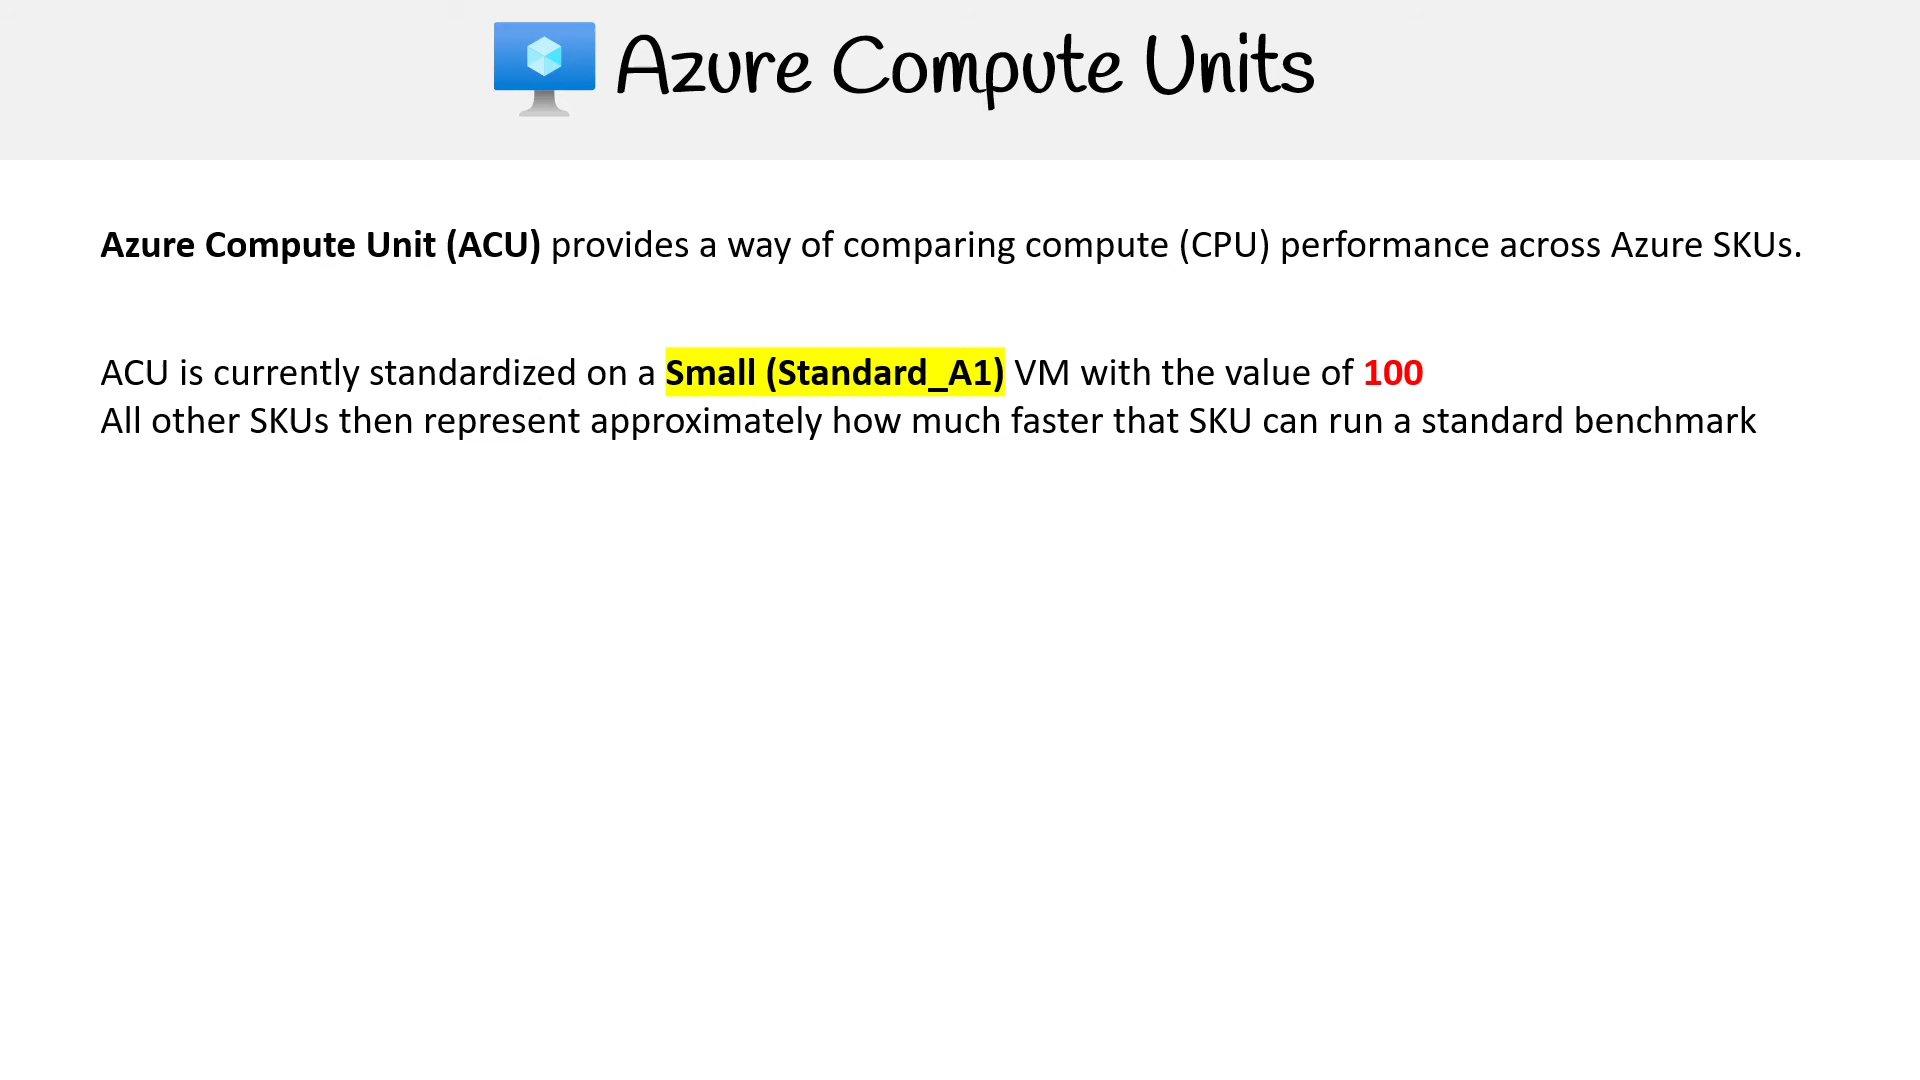 Azure Compute Units
Azure Compute Unit (ACU) provides a way of comparing compute (CPU) performance across Azure SKUs.
ACU is currently standardized on a Small (Standard_A1) VM with the value of 100
All other SKUs then represent approximately how much faster that SKU can run a standard benchmark